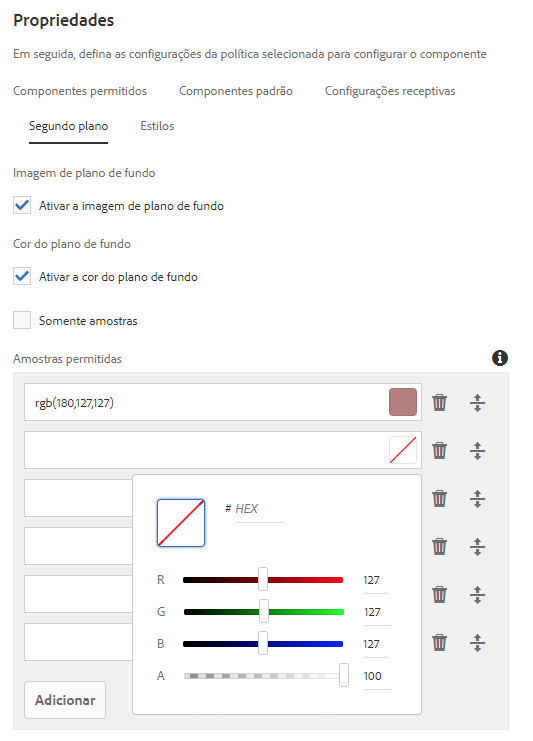 Propriedades
Em seguida, defina as configurações da política selecionada para configurar o componente
Componentes permitidos Componentes padrão Configurações receptivas
Segundo plano Estilos
Imagem de plano de fundo
Ativar a imagem de plano de fundo
Cor do plano de fundo
Ativar a cor do plano de fundo
Somente amostras
Amostras permitidas
rgb(180,127,127)
# HEX
R 127
G 127
B 127
A 100
Adicionar